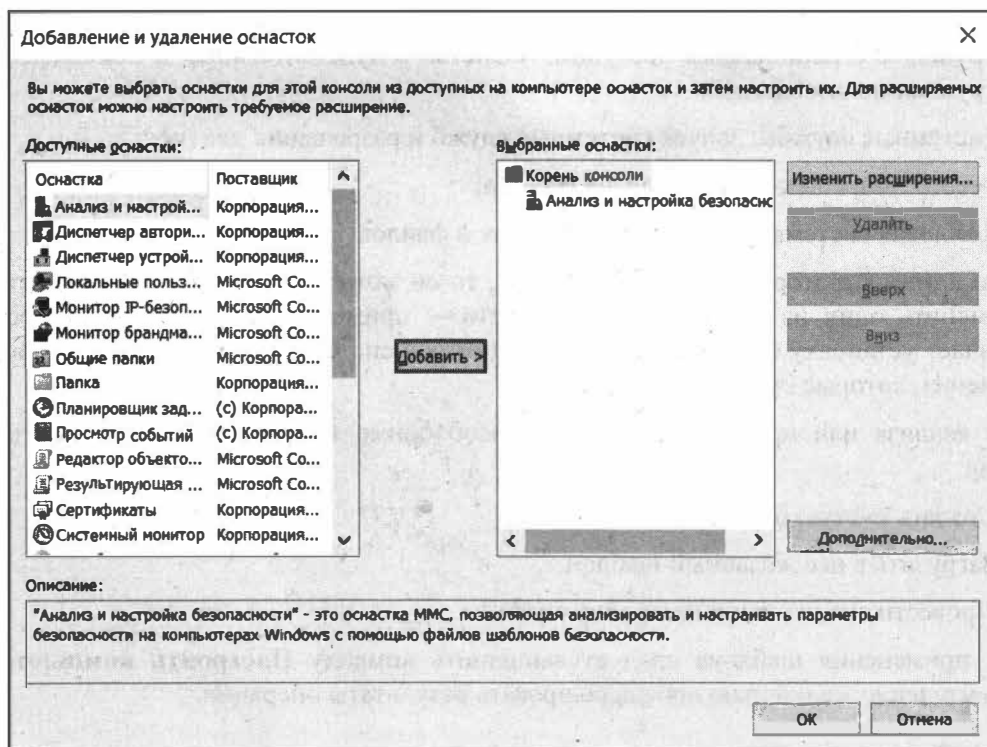 Добавление и удаление оснасток
Вы можете выбрать оснастки для этой консоли из доступных на компьютере оснасток и затем настроить их. Для расширяемых
оснасток можно настроить требуемое расширение.
Доступные оснастки:
Оснастка Поставщик
Анализ и настрой... Корпорация...
Диспетчер автори... Корпорация...
Диспетчер устрой... Корпорация...
Локальные польз... Microsoft Co...
Монитор IP-безоп... Microsoft Co...
Монитор брандма... Microsoft Co...
Общие папки Microsoft Co...
Папка Корпорация...
Планировщик зад... (c) Корпора...
Просмотр событий (c) Корпора...
Редактор объекто... Microsoft Co...
Результирующая ... Microsoft Co...
Сертификаты Корпорация...
Системный монитор Корпорация...
Добавить >
Выбранные оснастки:
Корень консоли
Анализ и настройка безопасно
Изменить расширения...
Удалить
Вверх
Вниз
Дополнительно...
Описание:
"Анализ и настройка безопасности" - это оснастка MMC, позволяющая анализировать и настраивать параметры
безопасности на компьютерах Windows с помощью файлов шаблонов безопасности.
ОК Отмена